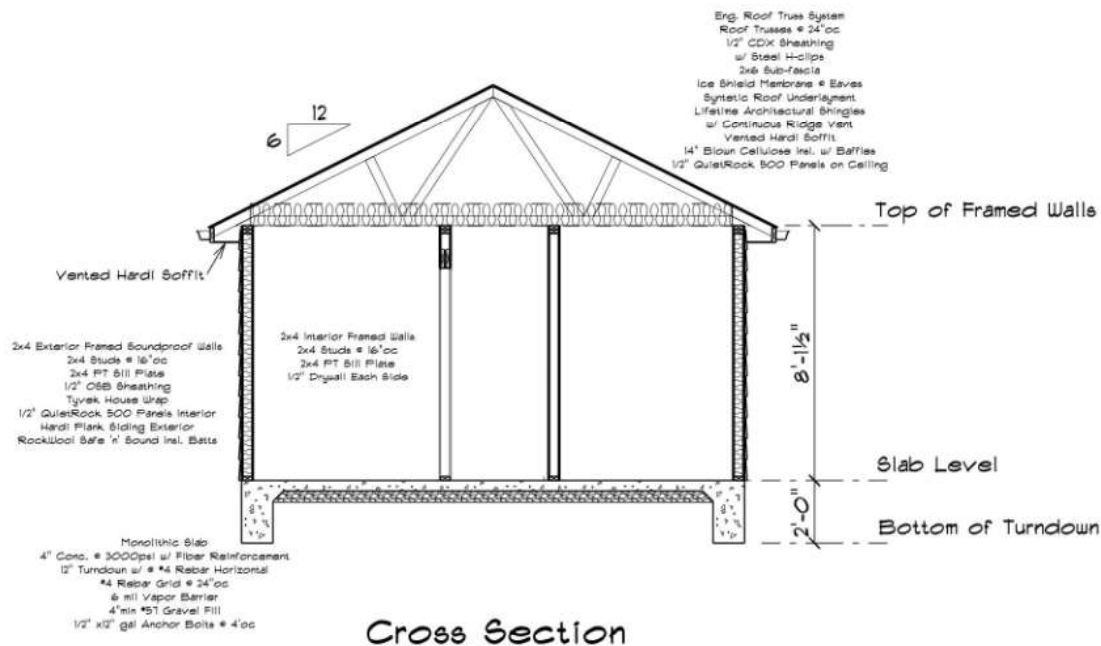 Eng. Roof Truss System
Roof Trusses @ 24"oc
1/2" CDX Sheathing
w/ Steel H-clips
2x6 Sub-fascia
Ice Shield Membrane @ Eaves
Syntetic Roof Underlayment
Lifetime Architectural Shingles
w/ Continuous Ridge Vent
Vented Hardi Soffit
14" Blown Cellulose Insl. w/ Baffles
1/2" QuietRock 500 Panels on Ceiling
12
6
Top of Framed Walls
Vented Hardi Soffit
2x4 Exterior Framed Soundproof Walls
2x4 Studs @ 16"oc
2x4 PT Sill Plate
1/2" OSB Sheathing
Tyvek House Wrap
1/2" QuietRock 500 Panels Interior
Hardi Plank Siding Exterior
RockWool Safe 'n' Sound Insl. Batts
2x4 Interior Framed Walls
2x4 Studs @ 16"oc
2x4 PT Sill Plate
1/2" Drywall Each Side
8'-1½"
Slab Level
2'-0"
Bottom of Turndown
Monolithic Slab
4" Conc. @ 3000psi w/ Fiber Reinforcement
12" Turndown w/ @ #4 Rebar Horizontal
#4 Rebar Grid @ 24"oc
6 mil Vapor Barrier
4"min #57 Gravel Fill
1/2" x12" gal Anchor Bolts @ 4'oc
Cross Section